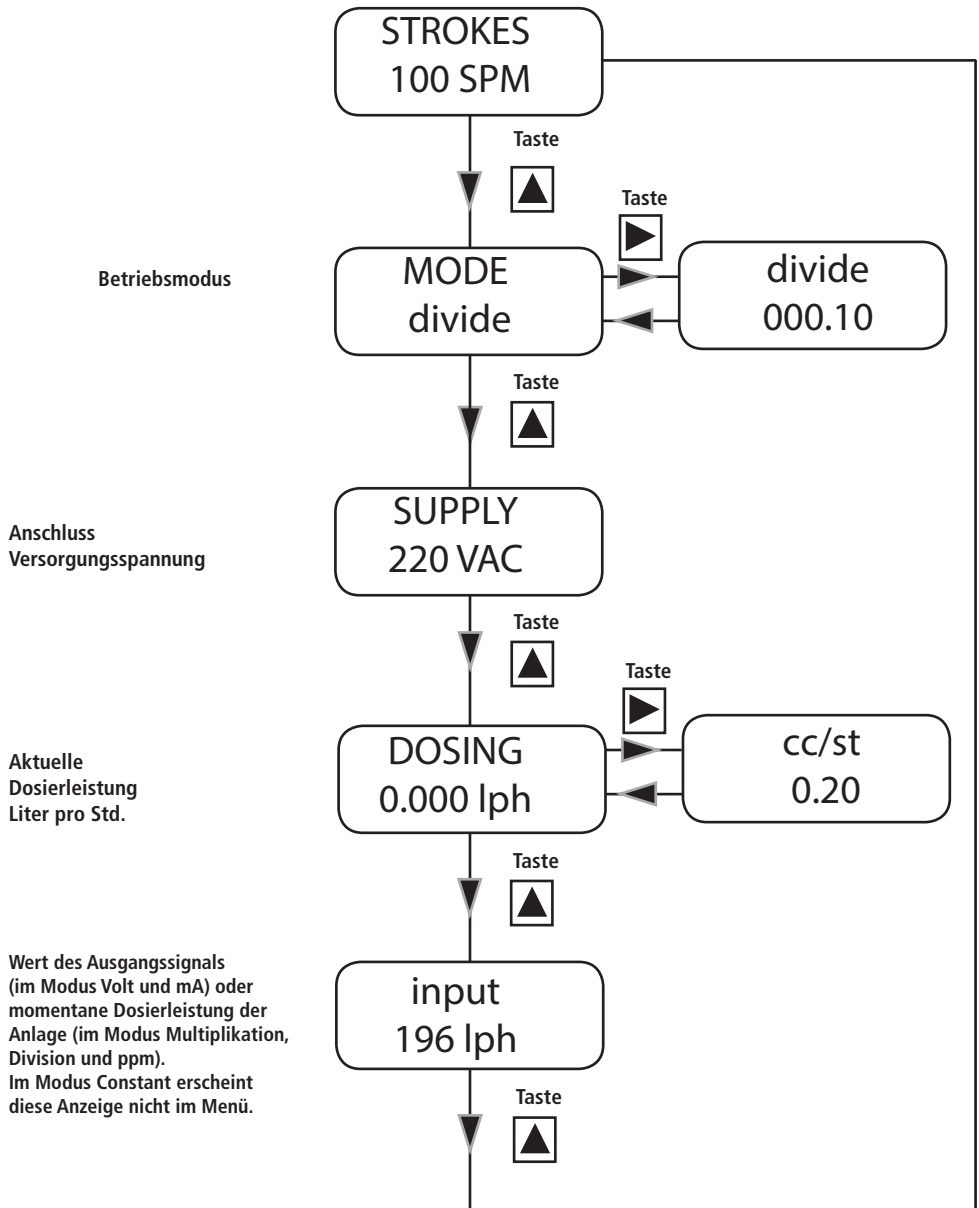 STROKES
100 SPM
Taste
Taste
Betriebsmodus
MODE
divide
divide
000.10
Taste
Anschluss
Versorgungsspannung
SUPPLY
220 VAC
Taste
Taste
Aktuelle
Dosierleistung
Liter pro Std.
DOSING
0.000 lph
cc/st
0.20
Taste
Wert des Ausgangssignals
(im Modus Volt und mA) oder
momentane Dosierleistung der
Anlage (im Modus Multiplikation,
Division und ppm).
Im Modus Constant erscheint
diese Anzeige nicht im Menü.
input
196 lph
Taste